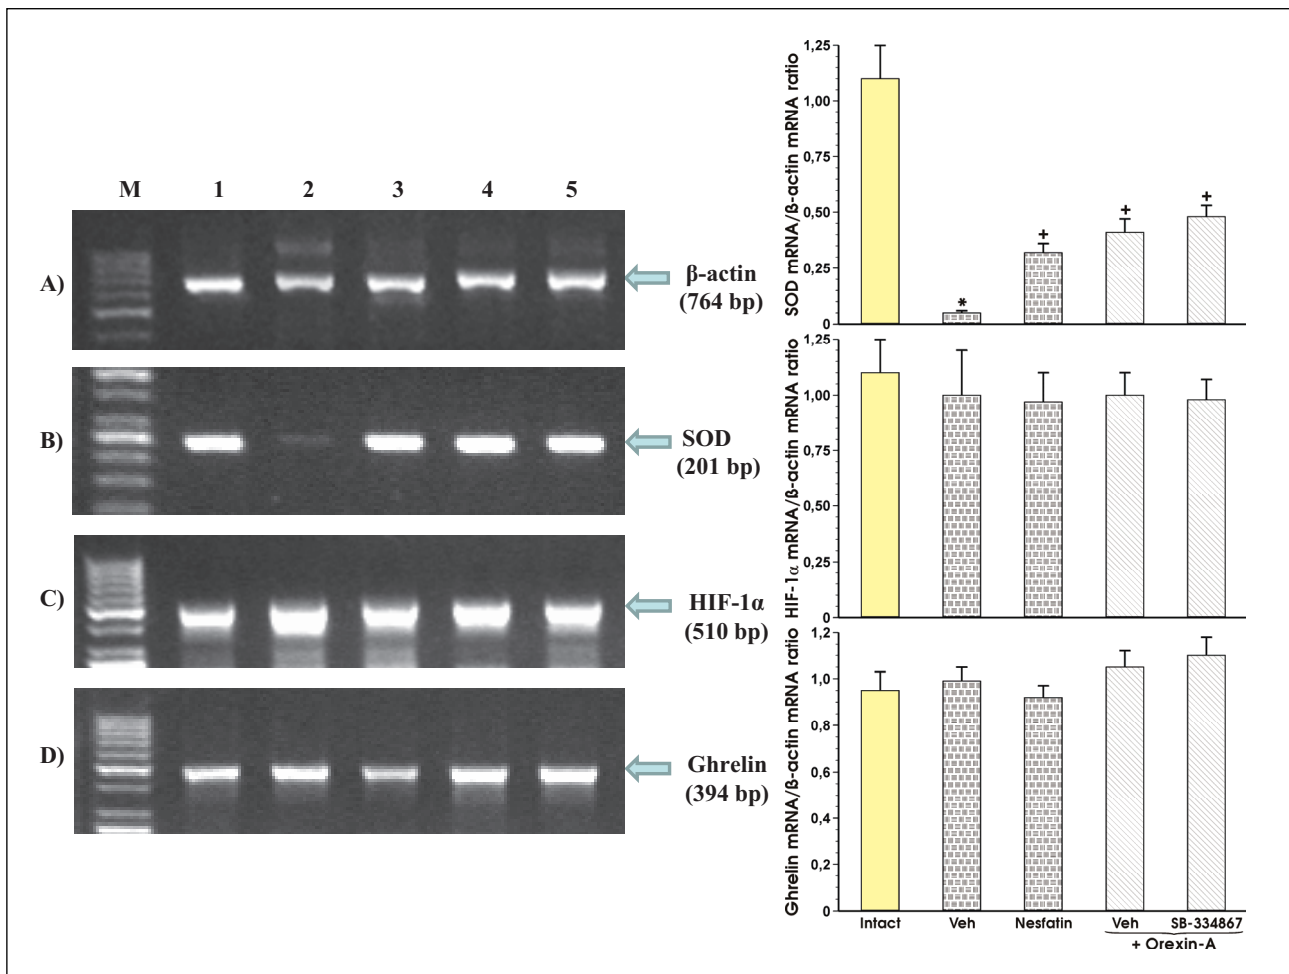 M 1 2 3 4 5
A)
β-actin
(764 bp)
B)
SOD
(201 bp)
C)
HIF-1α
(510 bp)
D)
Ghrelin
(394 bp)
SOD mRNA/ß-actin mRNA ratio
1,25
1,00
0,75
0,50
0,25
0
* + + +
HIF-1α mRNA/ß-actin mRNA ratio
1,25
1,00
0,75
0,50
0,25
0
Ghrelin mRNA/ß-actin mRNA ratio
1,2
1,0
0,8
0,6
0,4
0,2
0
Intact Veh Nesfatin Veh SB-334867
+ Orexin-A